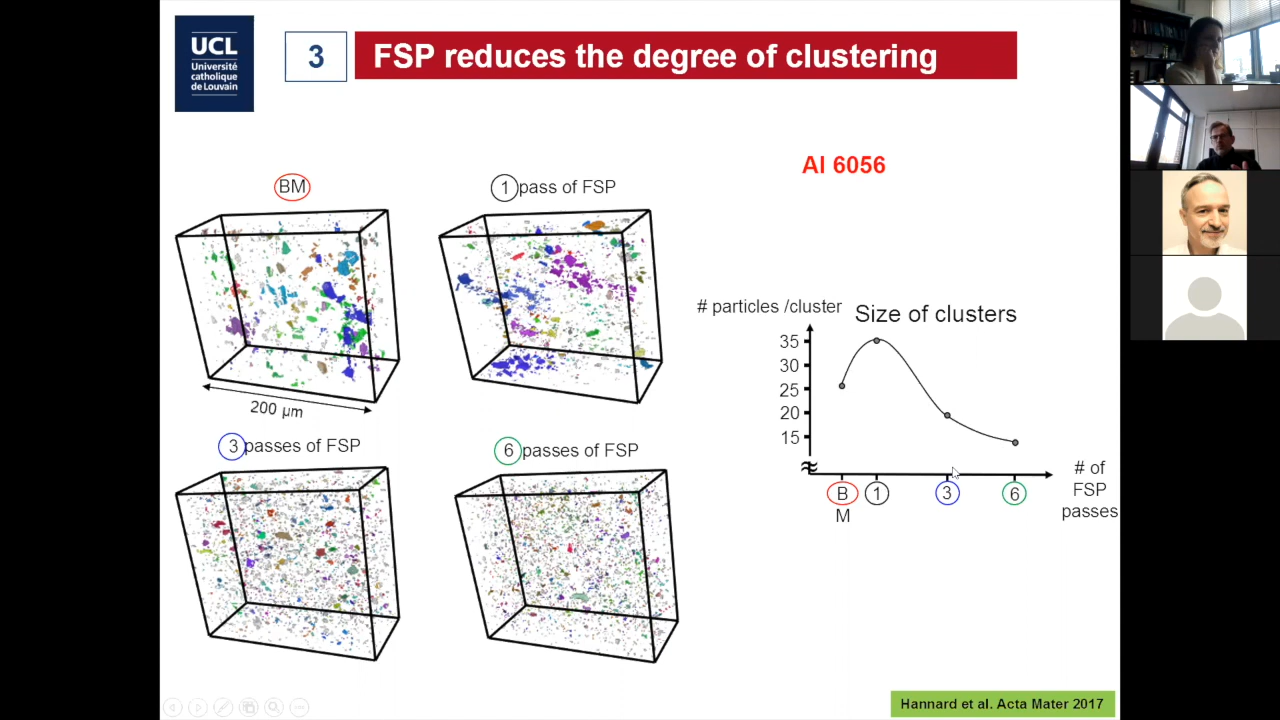 UCL
Université
catholique
de Louvain
3
FSP reduces the degree of clustering
Al 6056
BM
1 pass of FSP
200 µm
3 passes of FSP
6 passes of FSP
# particles /cluster
Size of clusters
35
30
25
20
15
B
M
1
3
6
# of
FSP
passes
Hannard et al. Acta Mater 2017